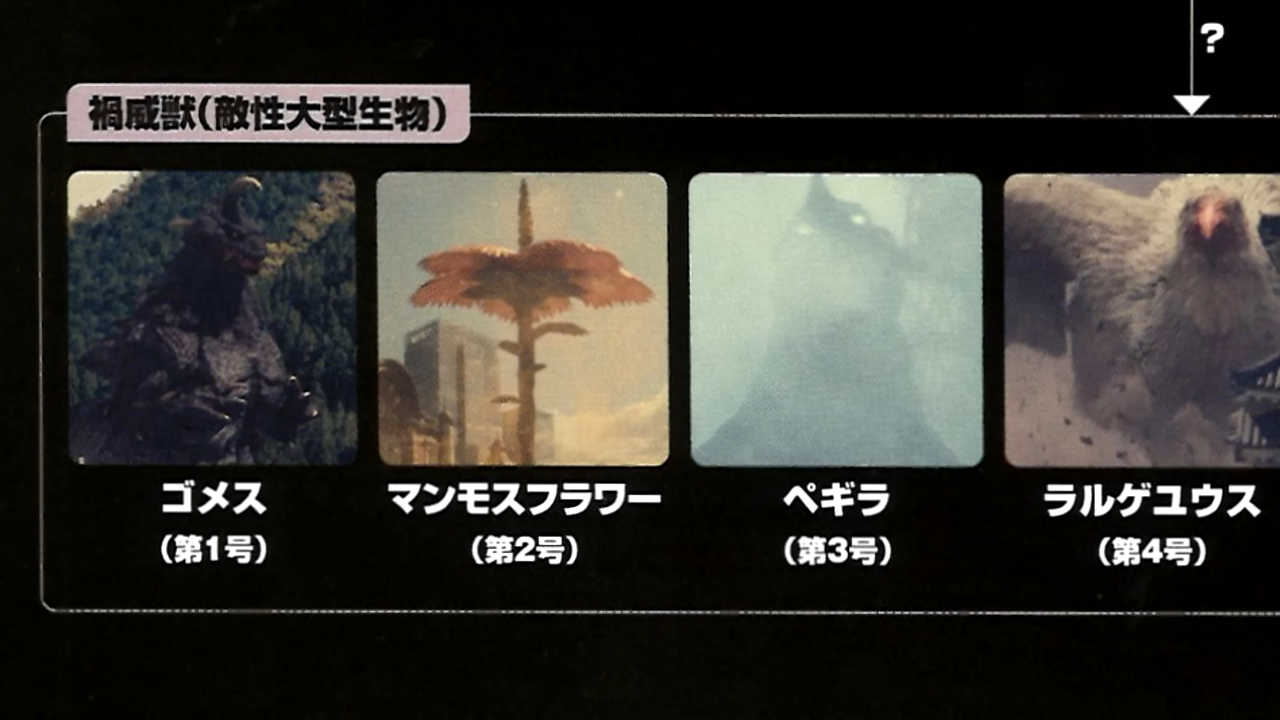 ?
禍威獣(敵性大型生物)
ゴメス
(第1号)
マンモスフラワー
(第2号)
ペギラ
(第3号)
ラルゲユウス
(第4号)